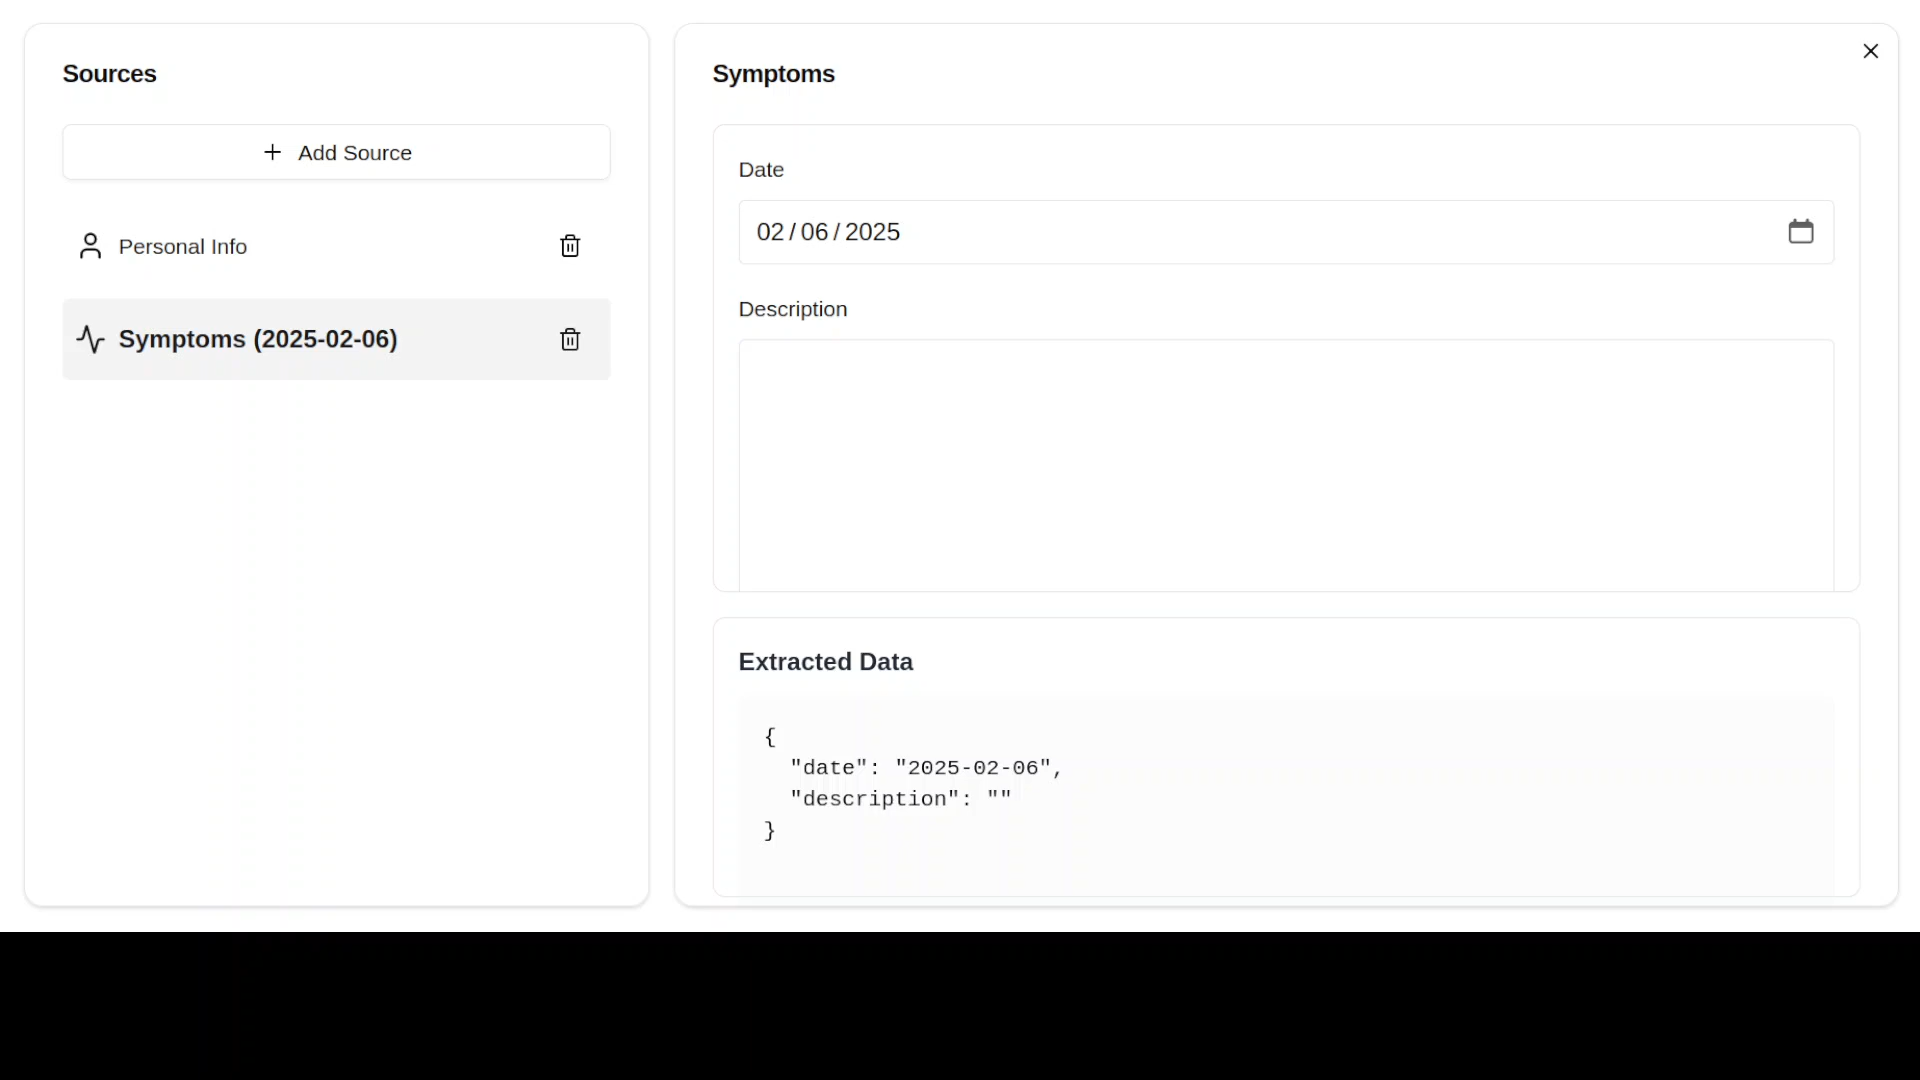 Sources
Add Source
Personal Info
Symptoms (2025-02-06)
Symptoms
Date
02/06/2025
Description
Extracted Data
{
  "date": "2025-02-06",
  "description": ""
}